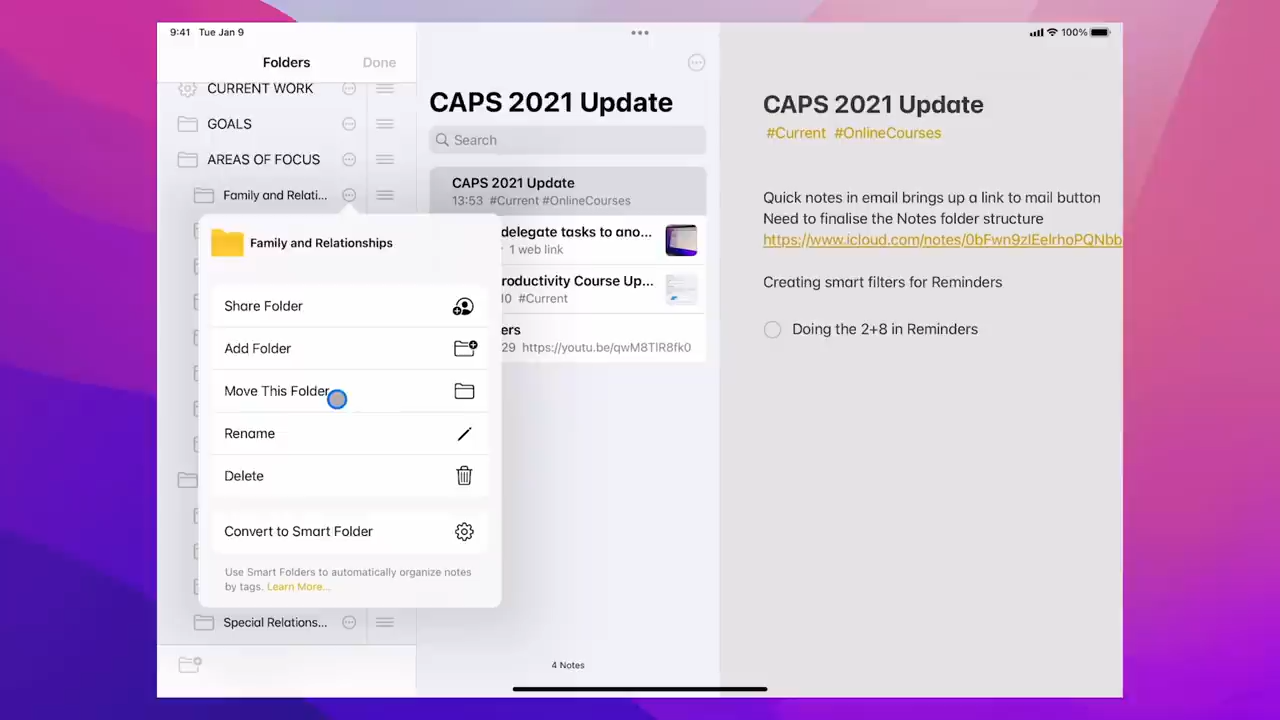 9:41 Tue Jan 9
100%
Folders
Done
CURRENT WORK
GOALS
AREAS OF FOCUS
Family and Relati...
Family and Relationships
Share Folder
Add Folder
Move This Folder
Rename
Delete
Convert to Smart Folder
Use Smart Folders to automatically organize notes
by tags. Learn More...
Special Relations...
CAPS 2021 Update
Search
CAPS 2021 Update
13:53 #Current #OnlineCourses
delegate tasks to ano...
1 web link
roductivity Course Up...
10 #Current
ers
29 https://youtu.be/qwM8TlR8fk0
4 Notes
CAPS 2021 Update
#Current #OnlineCourses
Quick notes in email brings up a link to mail button
Need to finalise the Notes folder structure
https://www.icloud.com/notes/0bFwn9zlEelrhoPQNbb
Creating smart filters for Reminders
Doing the 2+8 in Reminders